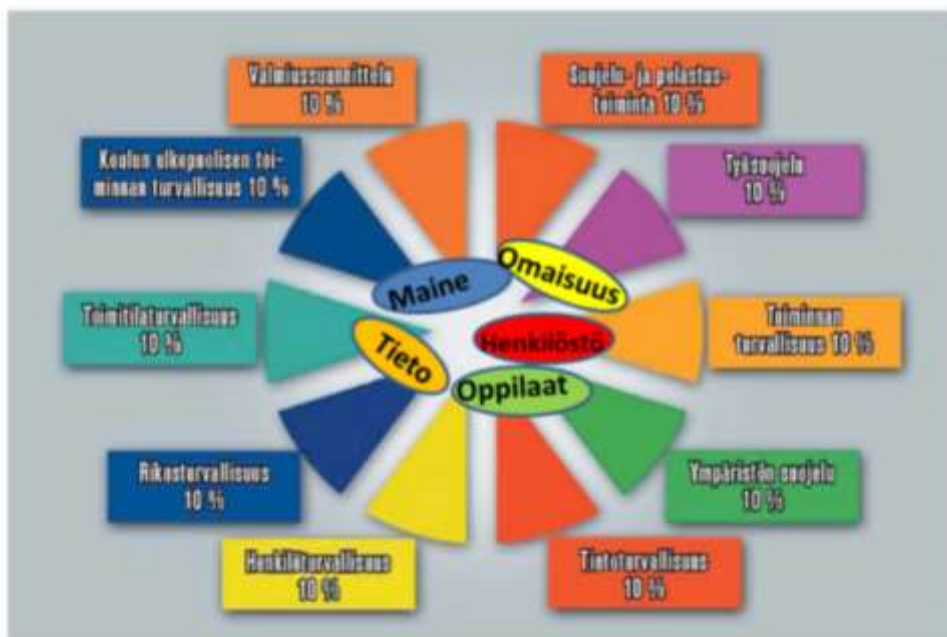 Valmiussuunnittelu
10 %
Suojelu- ja pelastus-
toiminta 10 %
Koulun ulkopuolisen toi-
minnan turvallisuus 10 %
Työsuojelu
10 %
Maine
Omaisuus
Toimitilaturvallisuus
10 %
Tieto
Henkilöstö
Toiminnan
turvallisuus 10 %
Oppilaat
Rikosturvallisuus
10 %
Ympäristön suojelu
10 %
Henkilöturvallisuus
10 %
Tietoturvallisuus
10 %